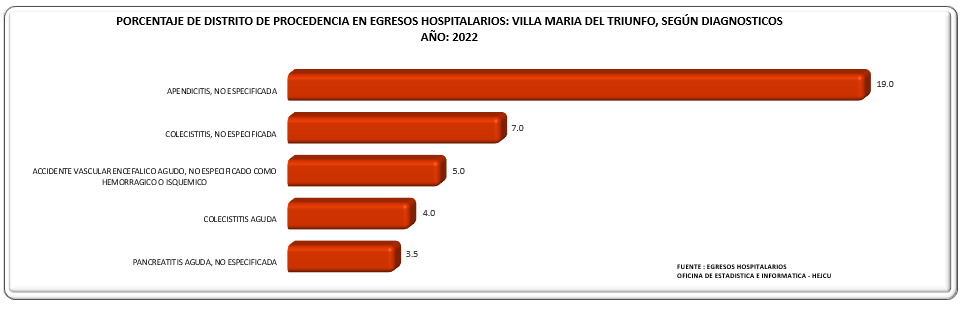 PORCENTAJE DE DISTRITO DE PROCEDENCIA EN EGRESOS HOSPITALARIOS: VILLA MARIA DEL TRIUNFO, SEGÚN DIAGNOSTICOS
AÑO: 2022
APENDICITIS, NO ESPECIFICADA
19.0
COLECISTITIS, NO ESPECIFICADA
7.0
ACCIDENTE VASCULAR ENCEFALICO AGUDO, NO ESPECIFICADO COMO
HEMORRAGICO O ISQUEMICO
5.0
COLECISTITIS AGUDA
4.0
PANCREATITIS AGUDA, NO ESPECIFICADA
3.5
FUENTE : EGRESOS HOSPITALARIOS
OFICINA DE ESTADISTICA E INFORMATICA - HEJCU